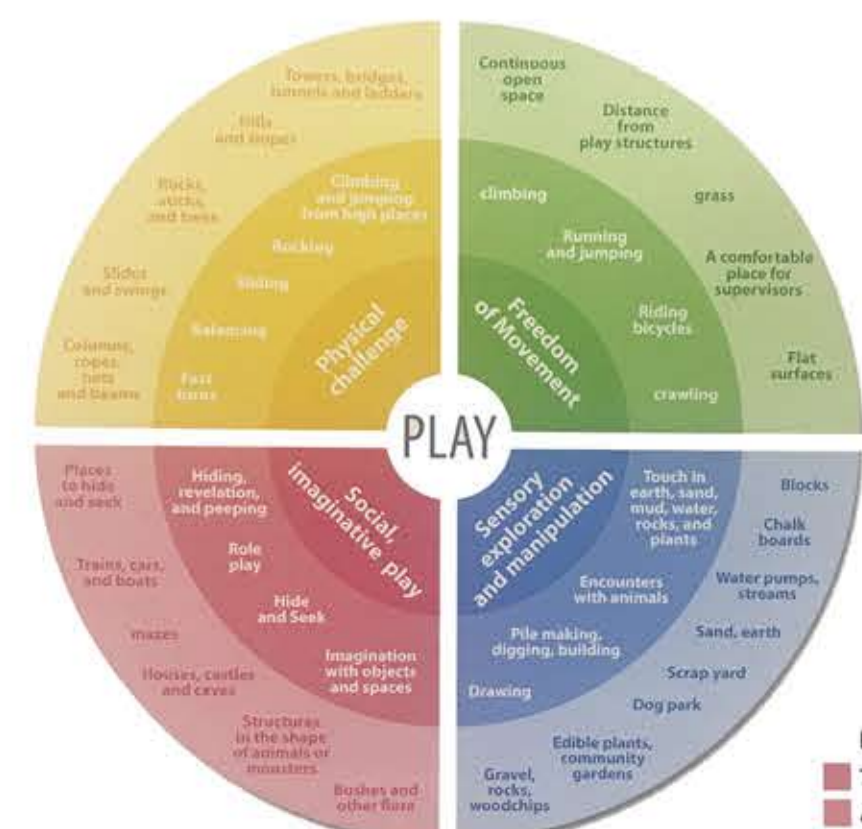 Towers, bridges,
tunnels and ladders
Hills
and slopes
Rocks,
sticks,
and trees
Slides
and swings
Columns,
ropes,
nets
and beams
Climbing
and jumping
from high places
Rocking
Sliding
Balancing
Fast
turns
Physical
challenge
Continuous
open
space
Distance
from
play structures
grass
A comfortable
place for
supervisors
Flat
surfaces
climbing
Running
and jumping
Riding
bicycles
crawling
Freedom
of Movement
PLAY
Places
to hide
and seek
Trains, cars,
and boats
mazes
Houses, castles
and caves
Structures
in the shape
of animals or
monsters
Bushes and
other flora
Hiding,
revelation,
and peeping
Role
play
Hide
and Seek
Imagination
with objects
and spaces
Social,
imaginative play
Sensory
exploration
and manipulation
Touch in
earth, sand,
mud, water,
rocks, and
plants
Encounters
with animals
Pile making,
digging, building
Drawing
Blocks
Chalk
boards
Water pumps,
streams
Sand, earth
Scrap yard
Dog park
Edible plants,
community
gardens
Gravel,
rocks,
woodchips